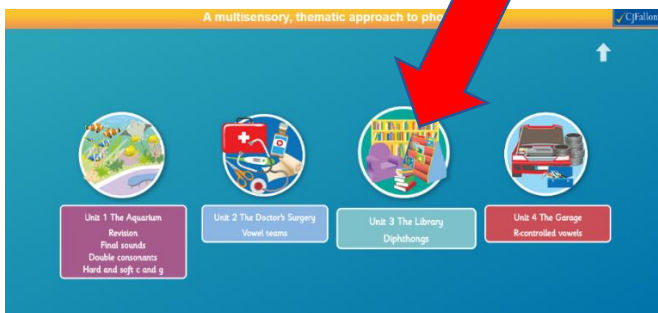 A multisensory, thematic approach to pho
CJFallon
Unit 1 The Aquarium
Revision
Final sounds
Double consonants
Hard and soft c and g
Unit 2 The Doctor's Surgery
Vowel teams
Unit 3 The Library
Diphthongs
Unit 4 The Garage
R-controlled vowels